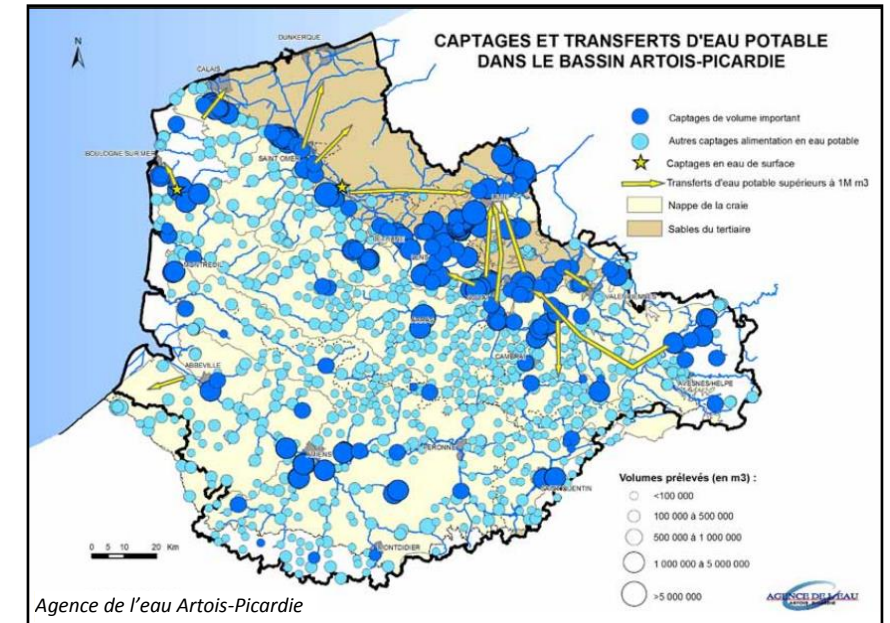 CAPTAGES ET TRANSFERTS D'EAU POTABLE
DANS LE BASSIN ARTOIS-PICARDIE
N
DUNKERQUE
CALAIS
BOULOGNE SUR MER
SAINT OMER
Captages de volume important
Autres captages alimentation en eau potable
Captages en eau de surface
Transferts d'eau potable supérieurs à 1M m3
Nappe de la craie
Sables du tertiaire
MONTREUIL
CAMBRAI
ABBEVILLE
AVESNES/HELPE
MONTDIDIER
Volumes prélevés (en m3) :
<100 000
100 000 à 500 000
500 000 à 1 000 000
1 000 000 à 5 000 000
>5 000 000
0 5 10 20 Km
Agence de l'eau Artois-Picardie
AGENCE DE L'EAU
ARTOIS - PICARDIE